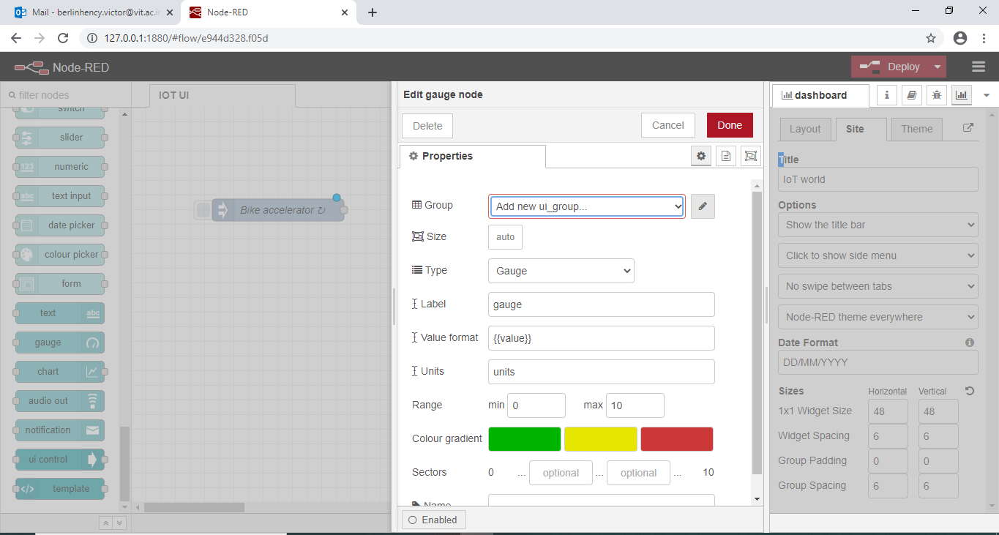 Mail - berlinhency.victor@vit.ac.i
Node-RED
127.0.0.1:1880/#flow/e944d328.f05d
Node-RED
Deploy
filter nodes
switch
slider
123
numeric
abc
text input
date picker
colour picker
form
text
abc
gauge
chart
audio out
notification
ui control
</>
template
IOT UI
Bike accelerator ↻
Edit gauge node
Delete
Cancel
Done
Properties
Group
Add new ui_group...
Size
auto
Type
Gauge
Label
gauge
Value format
{{value}}
Units
units
Range
min
0
max
10
Colour gradient
Sectors
0
...
optional
...
optional
...
10
Name
Enabled
dashboard
i
Layout
Site
Theme
Title
IoT world
Options
Show the title bar
Click to show side menu
No swipe between tabs
Node-RED theme everywhere
Date Format
DD/MM/YYYY
Sizes
Horizontal
Vertical
1x1 Widget Size
48
48
Widget Spacing
6
6
Group Padding
0
0
Group Spacing
6
6